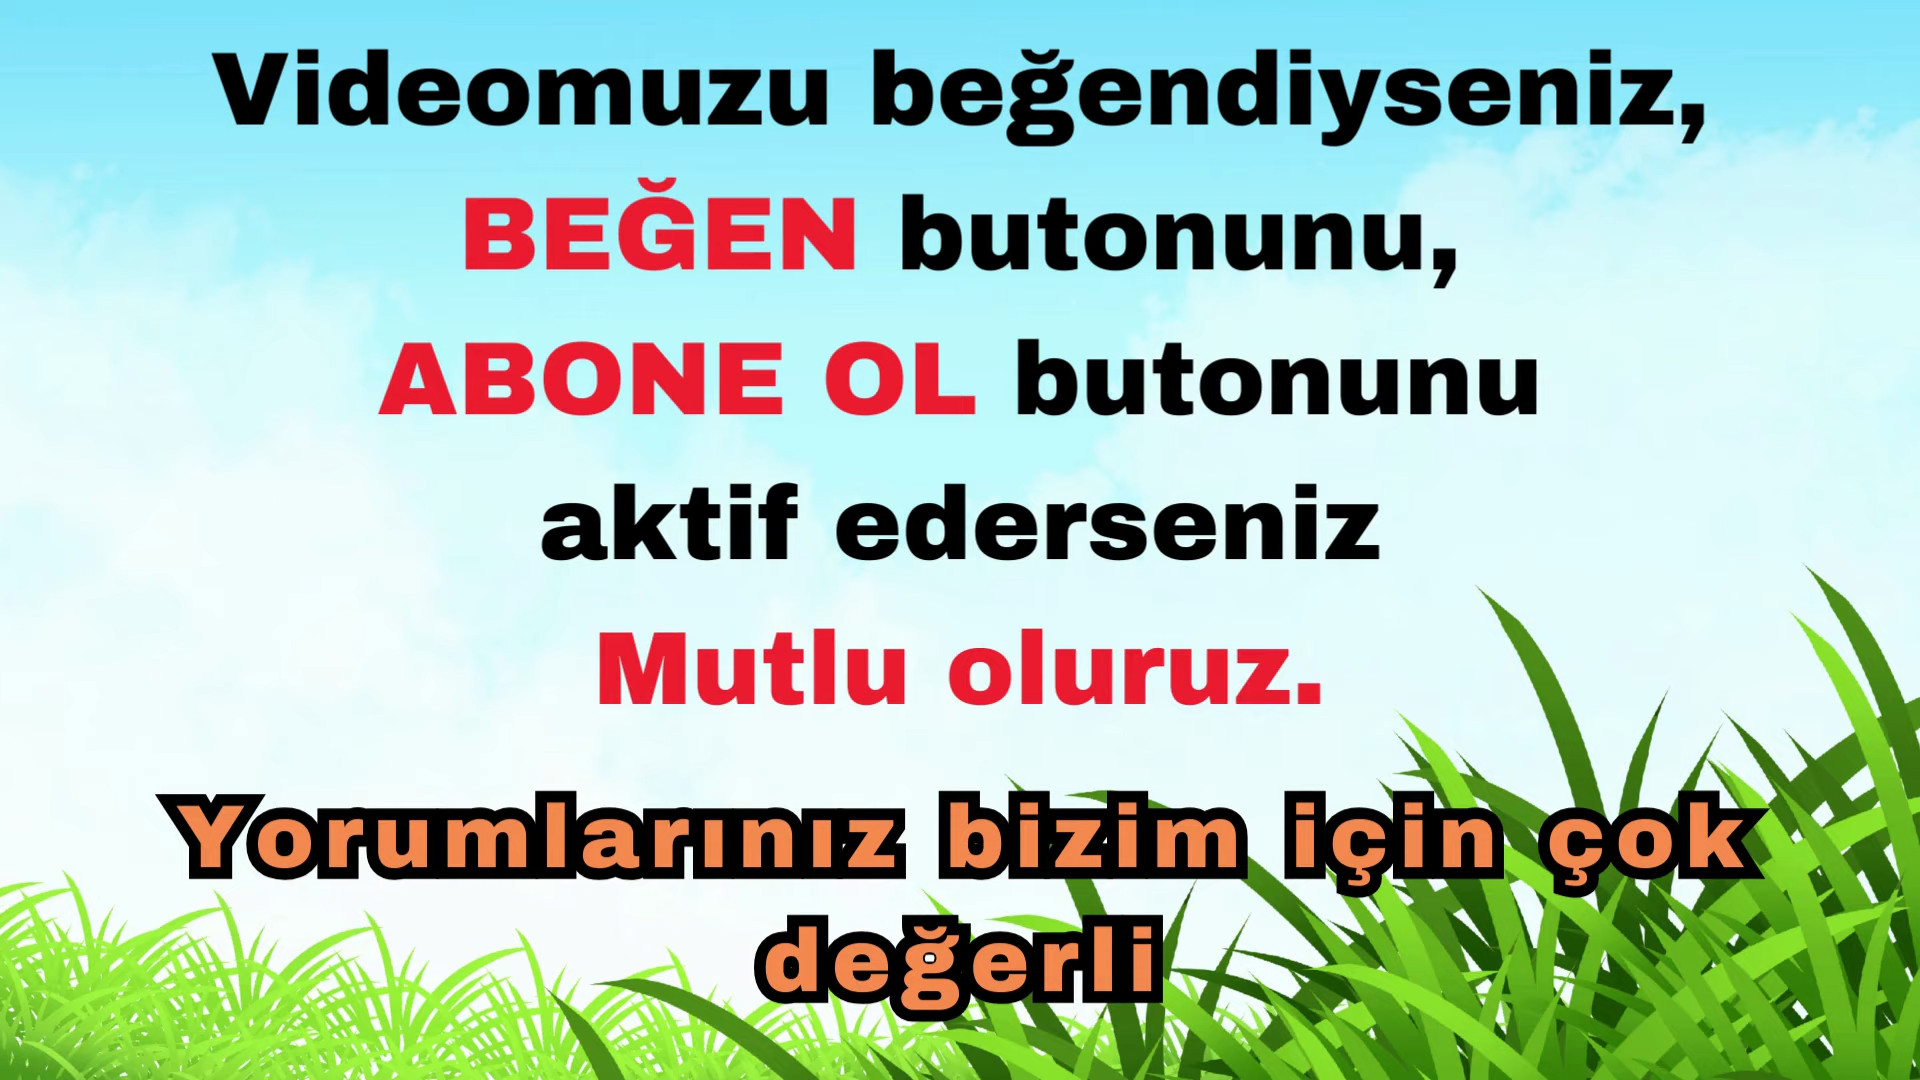 Videomuzu beğendiyseniz,
BEĞEN butonunu,
ABONE OL butonunu
aktif ederseniz
Mutlu oluruz.
Yorumlarınız bizim için çok
değerli